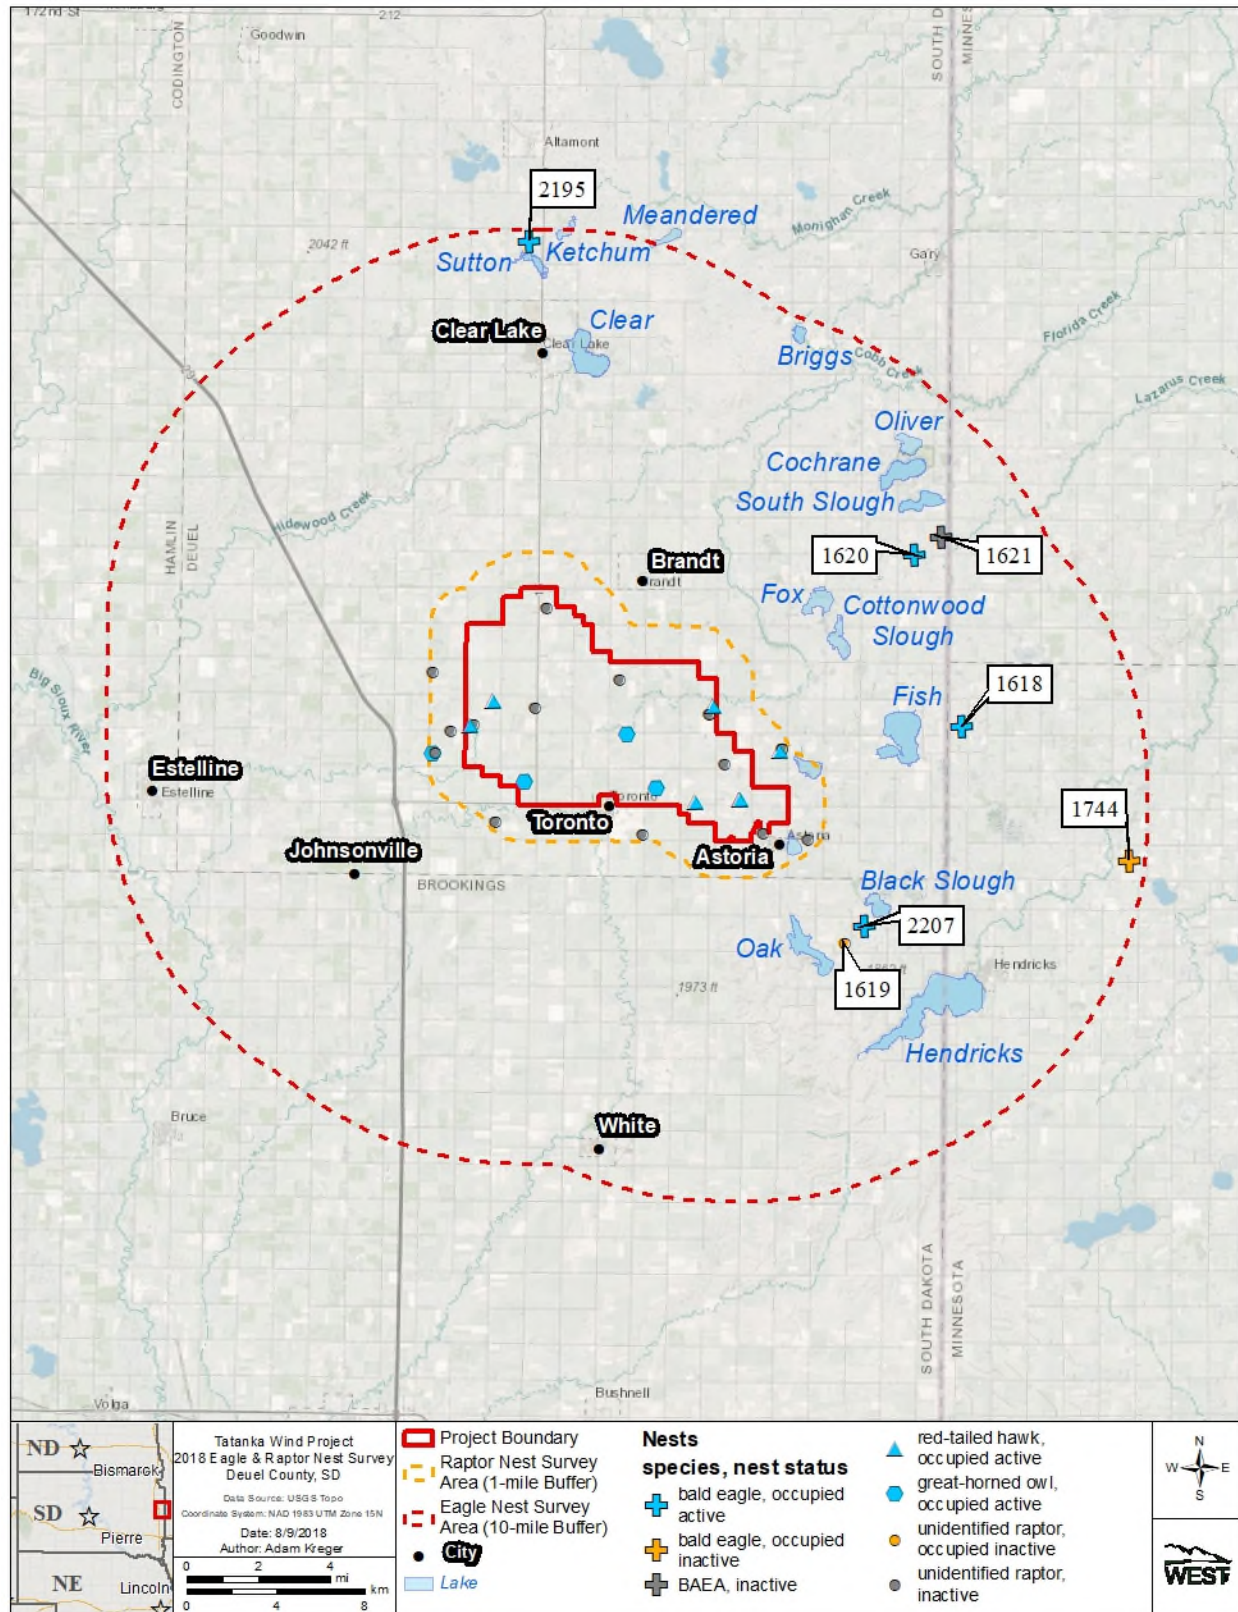 172nd St
212
Goodwin
CODINGTON
SOUTH D
MINNES
Altamont
2195
Meandered
Monighan Creek
2042 ft
Sutton
Ketchum
Gary
Clear Lake
Clear
Clear Lake
Briggs
Cobb Creek
Florida Creek
Lazarus Creek
29
Oliver
Cochrane
South Slough
Hidewood Creek
HAMLIN
DEUEL
1620
1621
Brandt
Brandt
Fox
Cottonwood
Slough
Big Sioux River
1618
Fish
Estelline
Estelline
Toronto
Toronto
1744
Johnsonville
Astoria
Astoria
BROOKINGS
Black Slough
2207
Oak
1619
Hendricks
1973 ft
Hendricks
Bruce
White
SOUTH DAKOTA
MINNESOTA
Bushnell
Volga
ND
Bismarck
SD
Pierre
NE
Lincoln
Tatanka Wind Project
2018 Eagle & Raptor Nest Survey
Deuel County, SD
Data Source: USGS Topo
Coordinate System: NAD 1983 UTM Zone 15N
Date: 8/9/2018
Author: Adam Kreger
0 2 4
mi
km
0 4 8
Project Boundary
Raptor Nest Survey
Area (1-mile Buffer)
Eagle Nest Survey
Area (10-mile Buffer)
City
Lake
Nests
species, nest status
bald eagle, occupied
active
bald eagle, occupied
inactive
BAEA, inactive
red-tailed hawk,
occupied active
great-horned owl,
occupied active
unidentified raptor,
occupied inactive
unidentified raptor,
inactive
N
W E
S
WEST